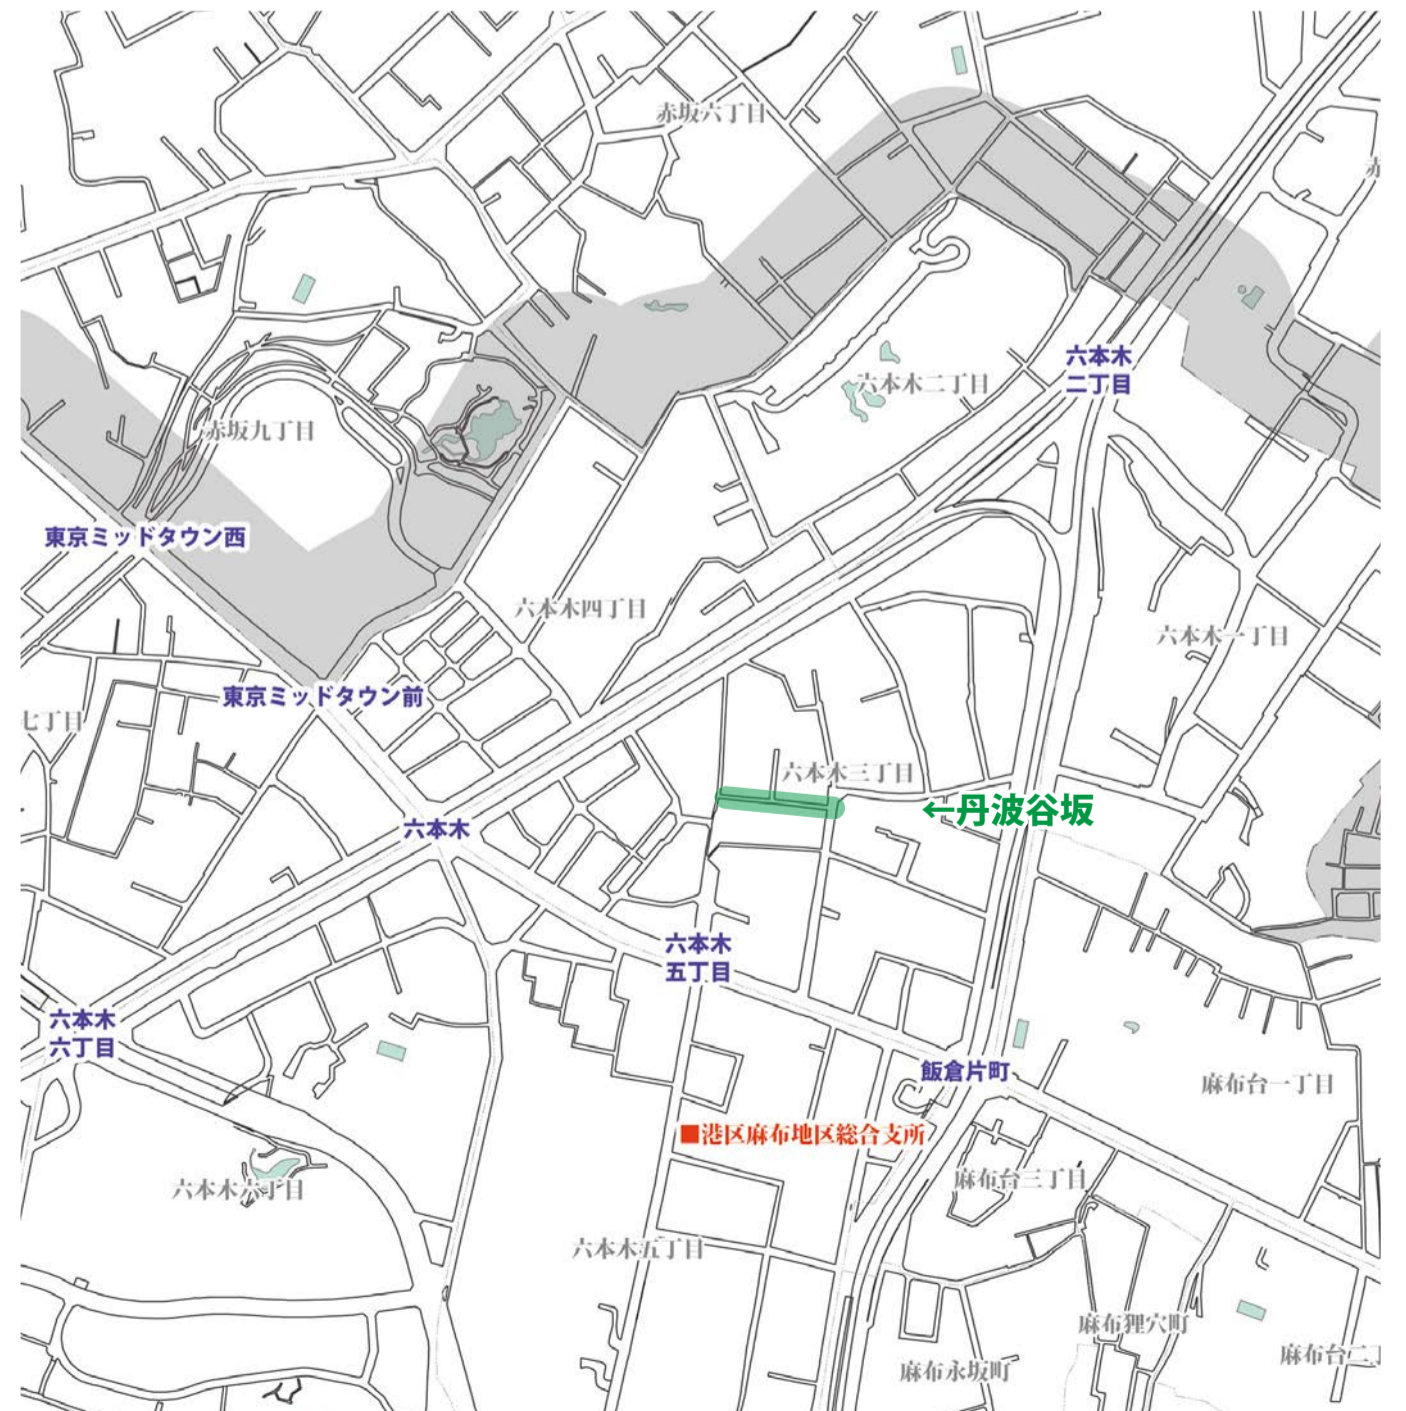 赤坂六丁目
赤
六本木
二丁目
六本木二丁目
赤坂九丁目
東京ミッドタウン西
六本木四丁目
六本木一丁目
東京ミッドタウン前
七丁目
六本木三丁目
←丹波谷坂
六本木
六本木
五丁目
六本木
六丁目
飯倉片町
麻布台一丁目
■港区麻布地区総合支所
麻布台三丁目
六本木六丁目
六本木五丁目
麻布狸穴町
麻布台二丁
麻布永坂町